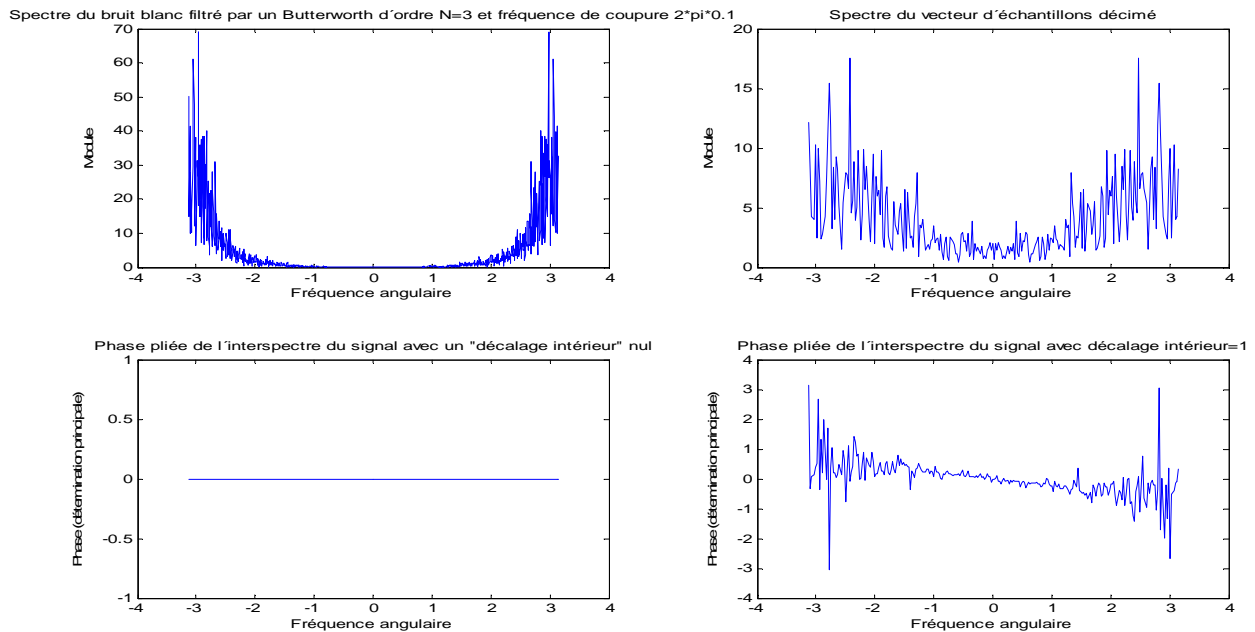 Spectre du bruit blanc filtré par un Butterworth d´ordre N=3 et fréquence de coupure 2*pi*0.1
70
60
50
40
30
20
10
0
Module
-4 -3 -2 -1 0 1 2 3 4
Fréquence angulaire
Spectre du vecteur d´échantillons décimé
20
15
10
5
0
Module
-4 -3 -2 -1 0 1 2 3 4
Fréquence angulaire
Phase pliée de l´interspectre du signal avec un "décalage intérieur" nul
1
0.5
0
-0.5
-1
Phase (détermination principale)
-4 -3 -2 -1 0 1 2 3 4
Fréquence angulaire
Phase pliée de l´interspectre du signal avec décalage intérieur=1
4
3
2
1
0
-1
-2
-3
-4
Phase (détermination principale)
-4 -3 -2 -1 0 1 2 3 4
Fréquence angulaire